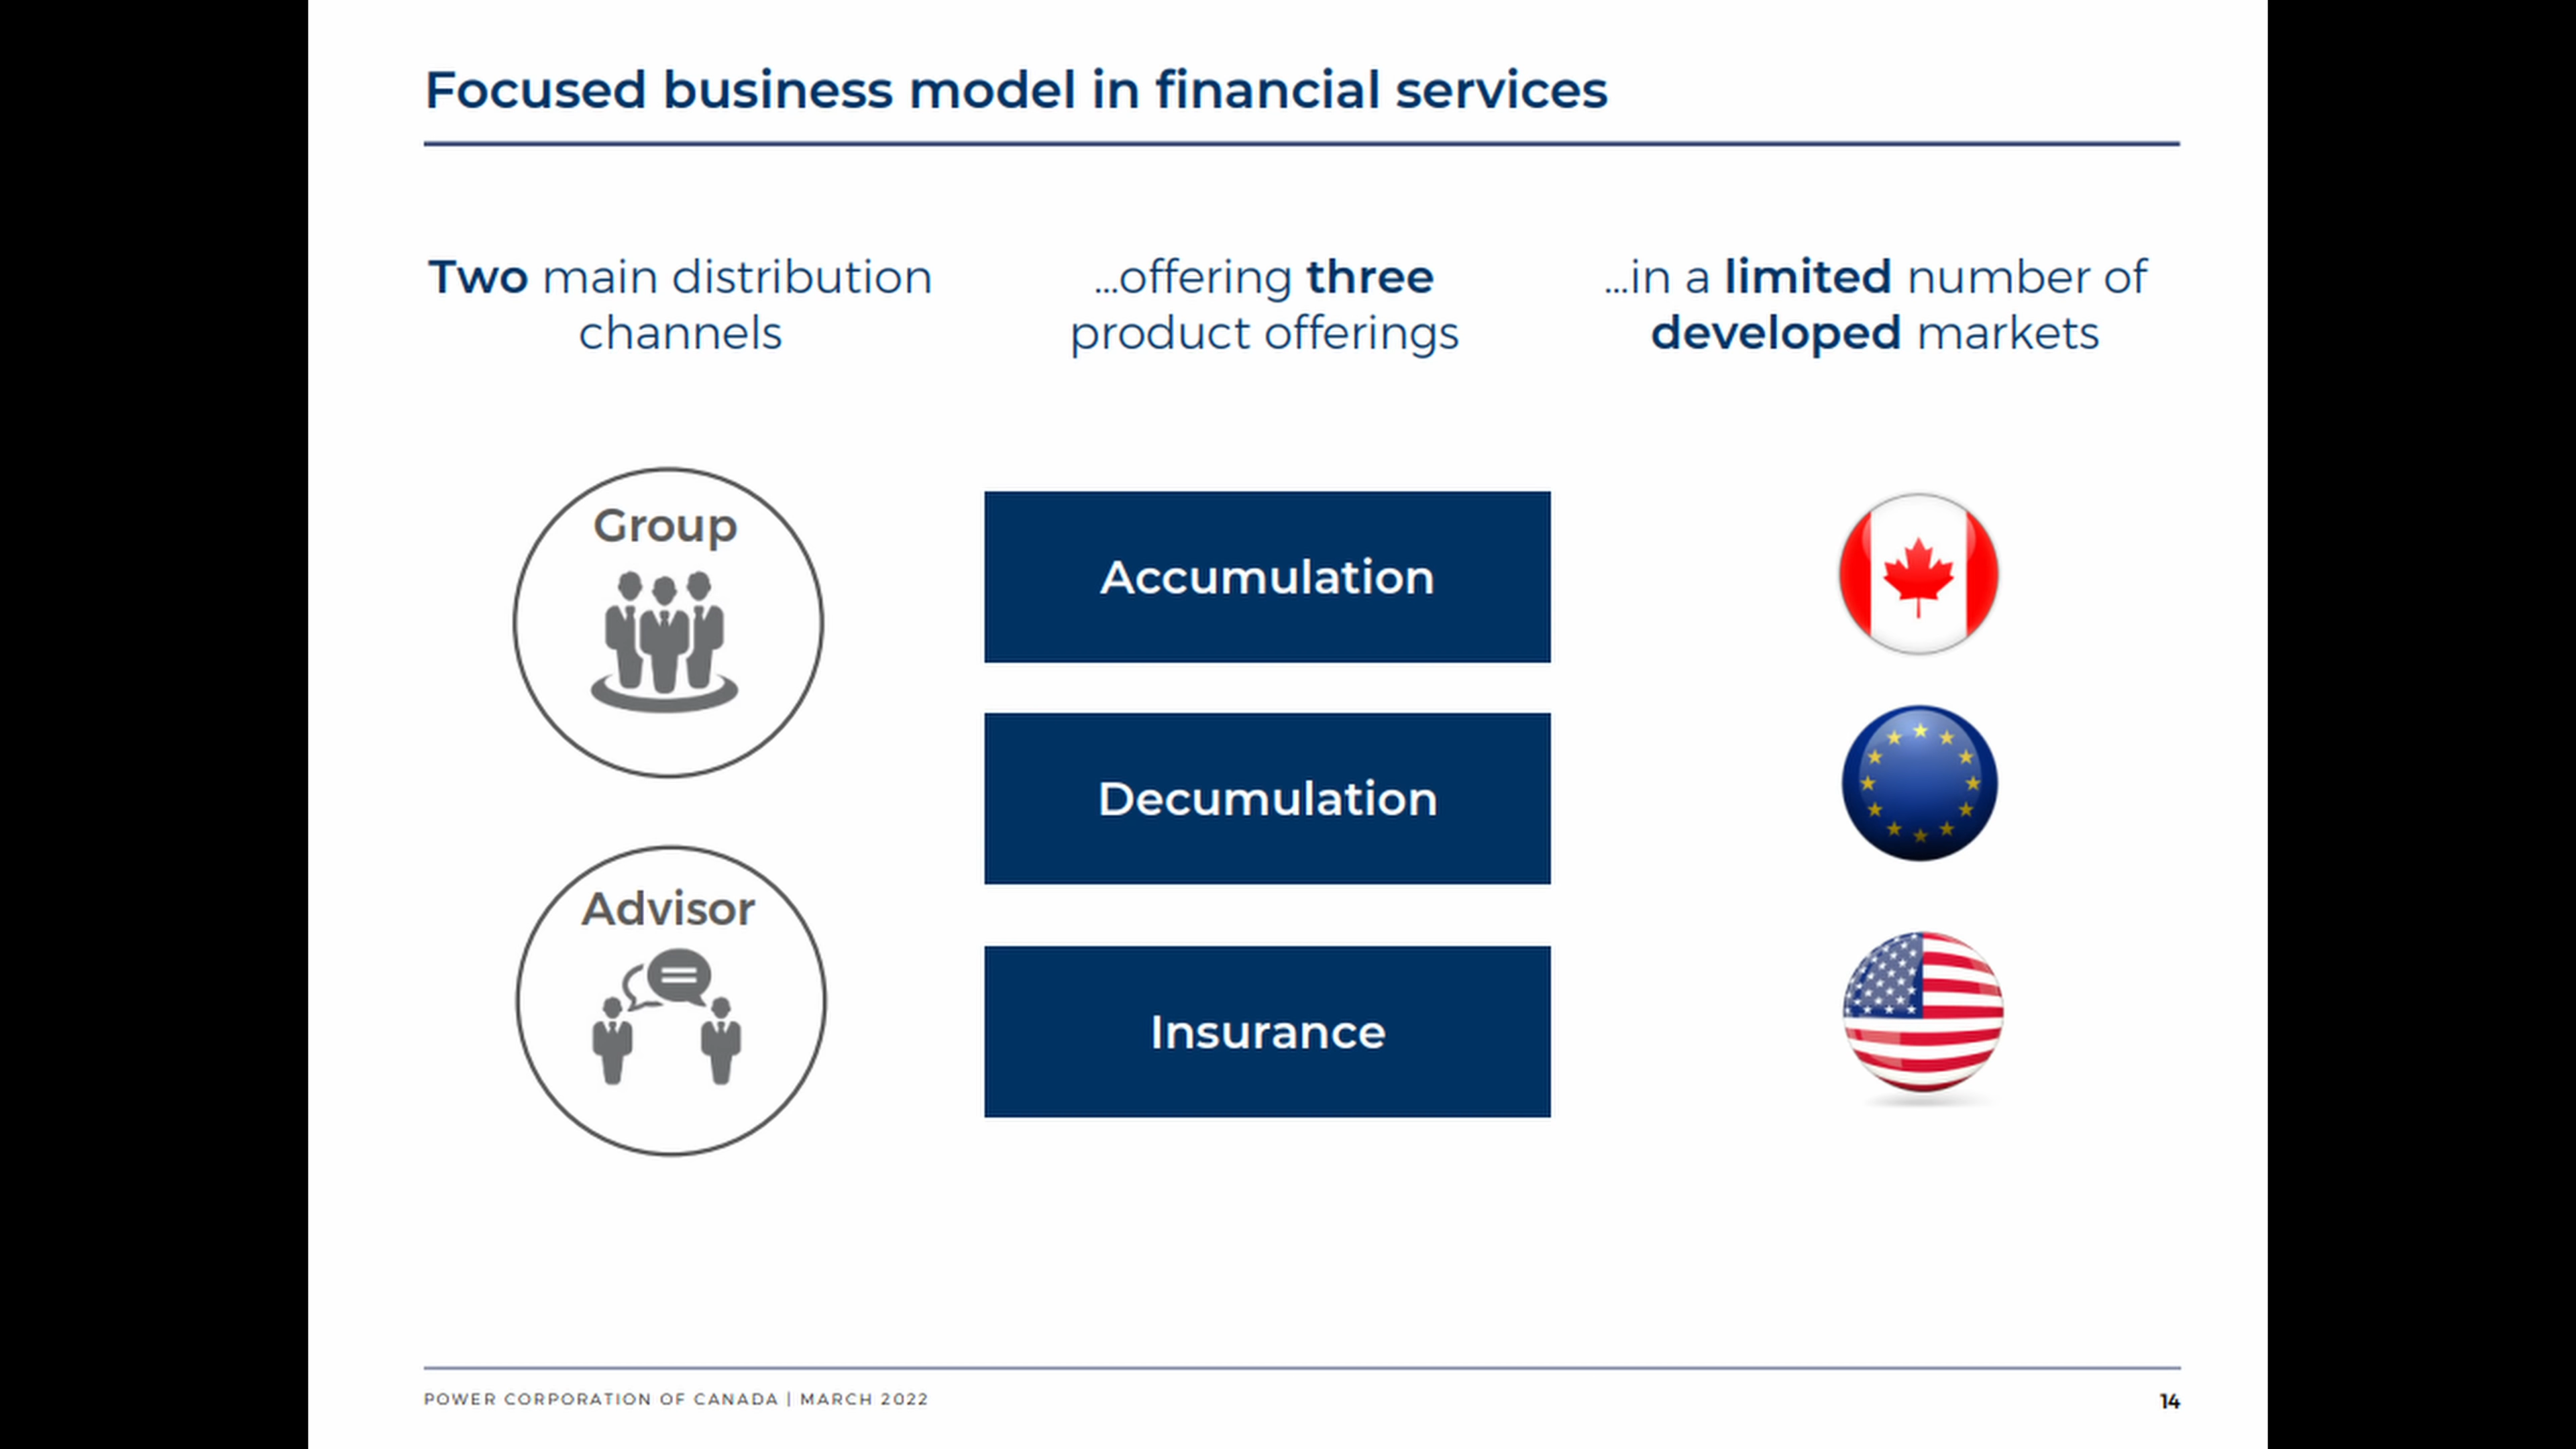 Focused business model in financial services
Two main distribution
channels
...offering three
product offerings
...in a limited number of
developed markets
Group
Advisor
Accumulation
Decumulation
Insurance
POWER CORPORATION OF CANADA | MARCH 2022
14